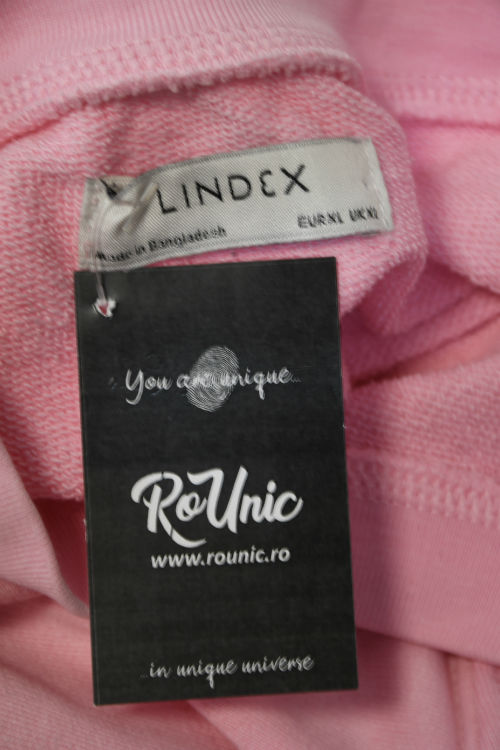 LINDEX
Made in Bangladesh
EUR XL UK XL
You are unique...
RoUnic
www.rounic.ro
...in unique universe